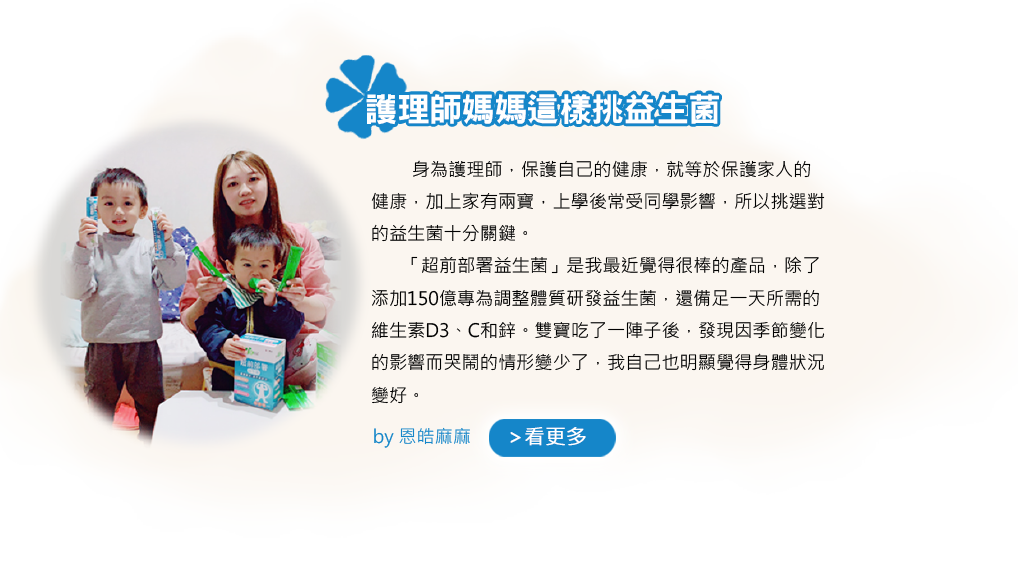 護理師媽媽這樣挑益生菌
身為護理師，保護自己的健康，就等於保護家人的
健康，加上家有兩寶，上學後常受同學影響，所以挑選對
的益生菌十分關鍵。
「超前部署益生菌」是我最近覺得很棒的產品，除了
添加150億專為調整體質研發益生菌，還備足一天所需的
維生素D3、C和鋅。雙寶吃了一陣子後，發現因季節變化
的影響而哭鬧的情形變少了，我自己也明顯覺得身體狀況
變好。
by 恩皓麻麻
>看更多